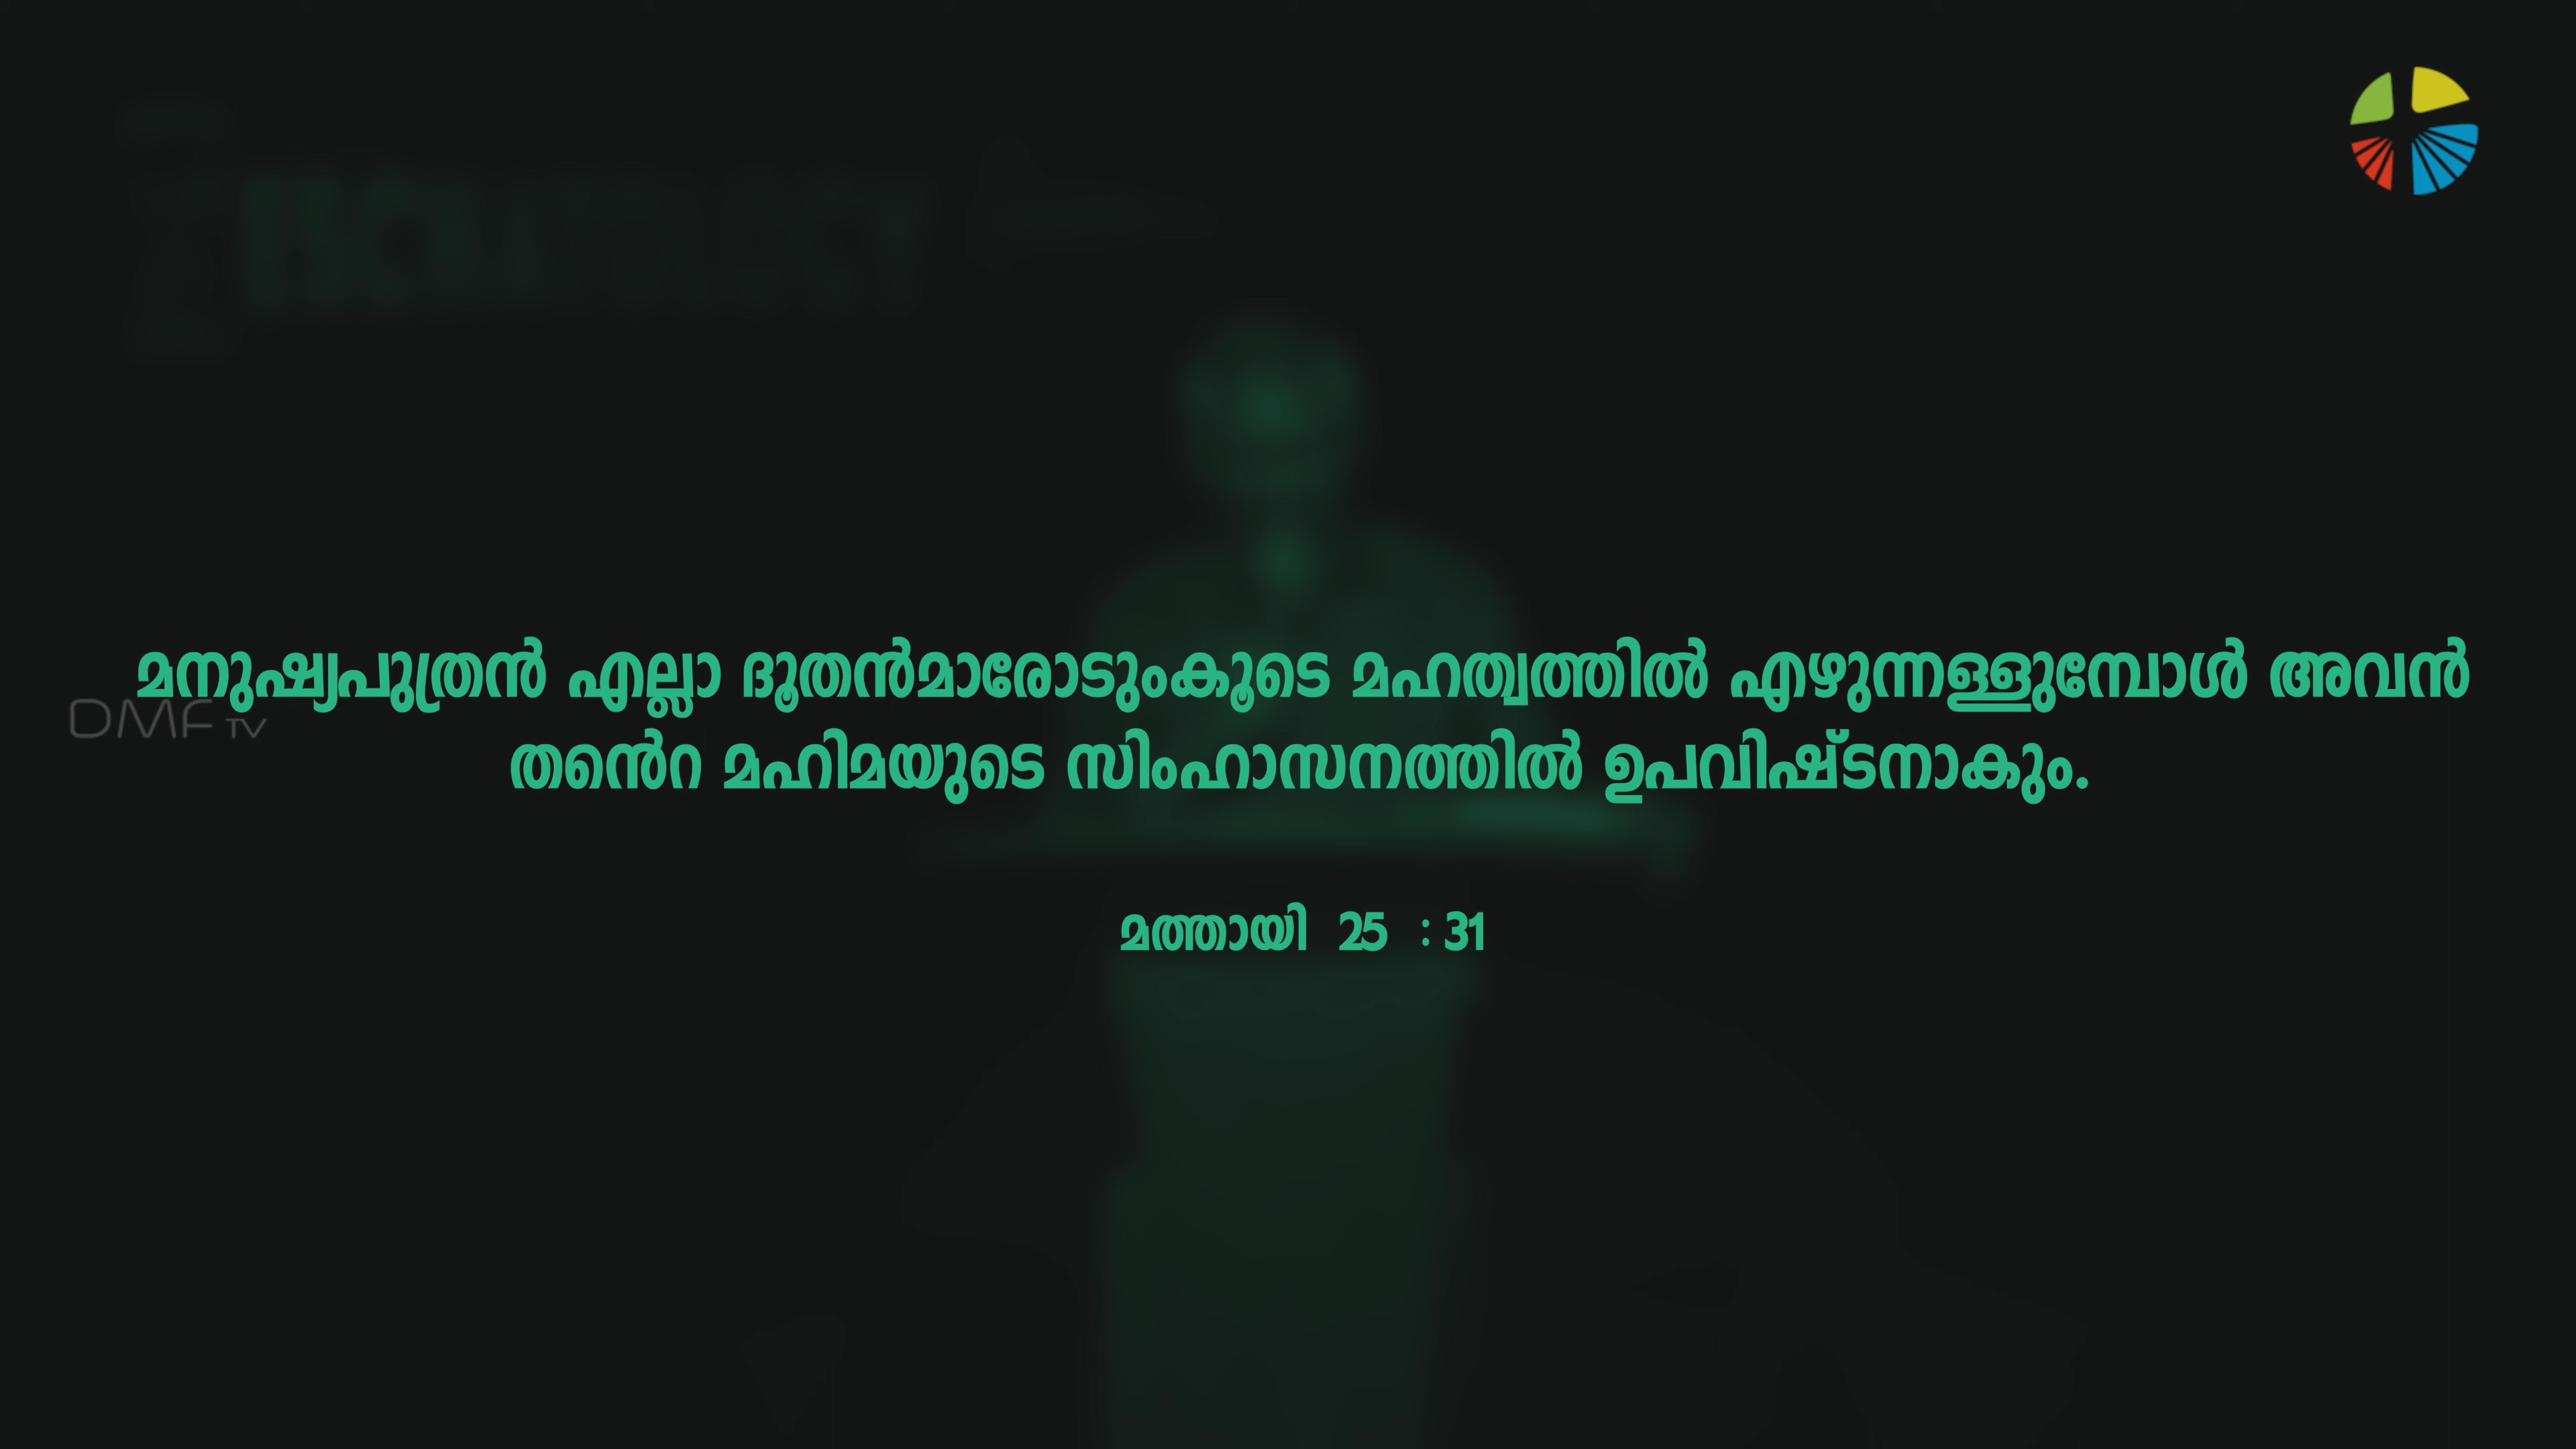 മനുഷ്യപുത്രൻ എല്ലാ ദൂതൻമാരോടുംകൂടെ മഹത്വത്തിൽ എഴുന്നള്ളുമ്പോൾ അവൻ
DMF TV
തൻെറ മഹിമയുടെ സിംഹാസനത്തിൽ ഉപവിഷ്ടനാകും.
മത്തായി 25 : 31